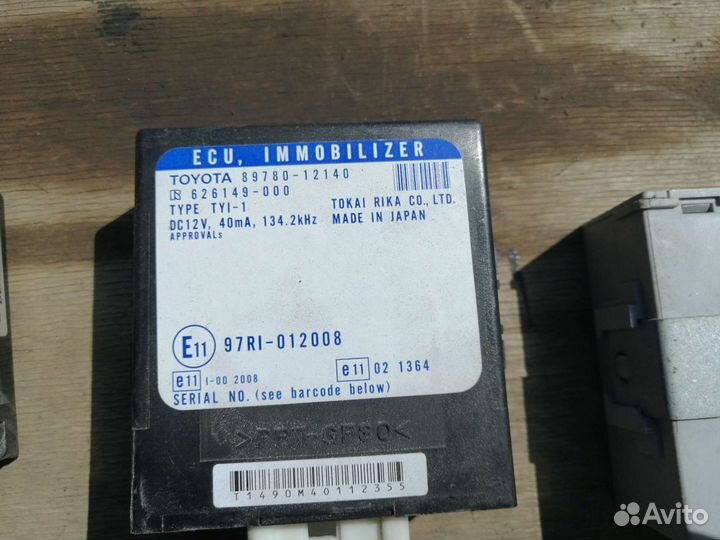 ECU, IMMOBILIZER
TOYOTA 89780-12140
626149-000
TYPE TYI-1 TOKAI RIKA CO., LTD.
DC12V, 40mA, 134.2kHz MADE IN JAPAN
APPROVALs
E11 97RI-012008
e11 I-00 2008 e11 02 1364
SERIAL NO. (see barcode below)
T1490M40112355
Avito